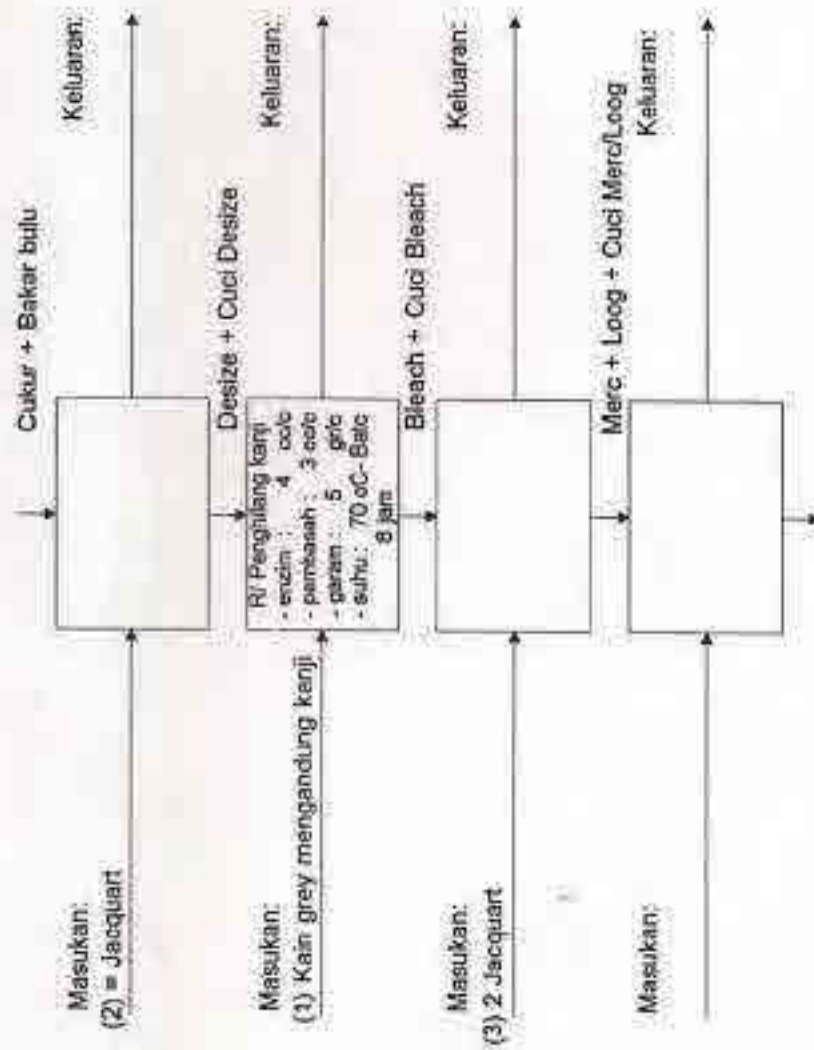 Cukur + Bakar bulu
Masukan:
(2) = Jacquart
Keluaran:
Desize + Cuci Desize
Masukan:
(1) Kain grey mengandung kanji
R/ Penghilang kanji
- enzim : 4 cc/c
- pembasah : 3 cc/c
- garam : 5 gr/c
- suhu : 70 oC- Batc
8 jam
Keluaran:
Bleach + Cuci Bleach
Masukan:
(3) 2 Jacquart
Keluaran:
Merc + Loog + Cuci Merc/Loog
Masukan:
Keluaran: